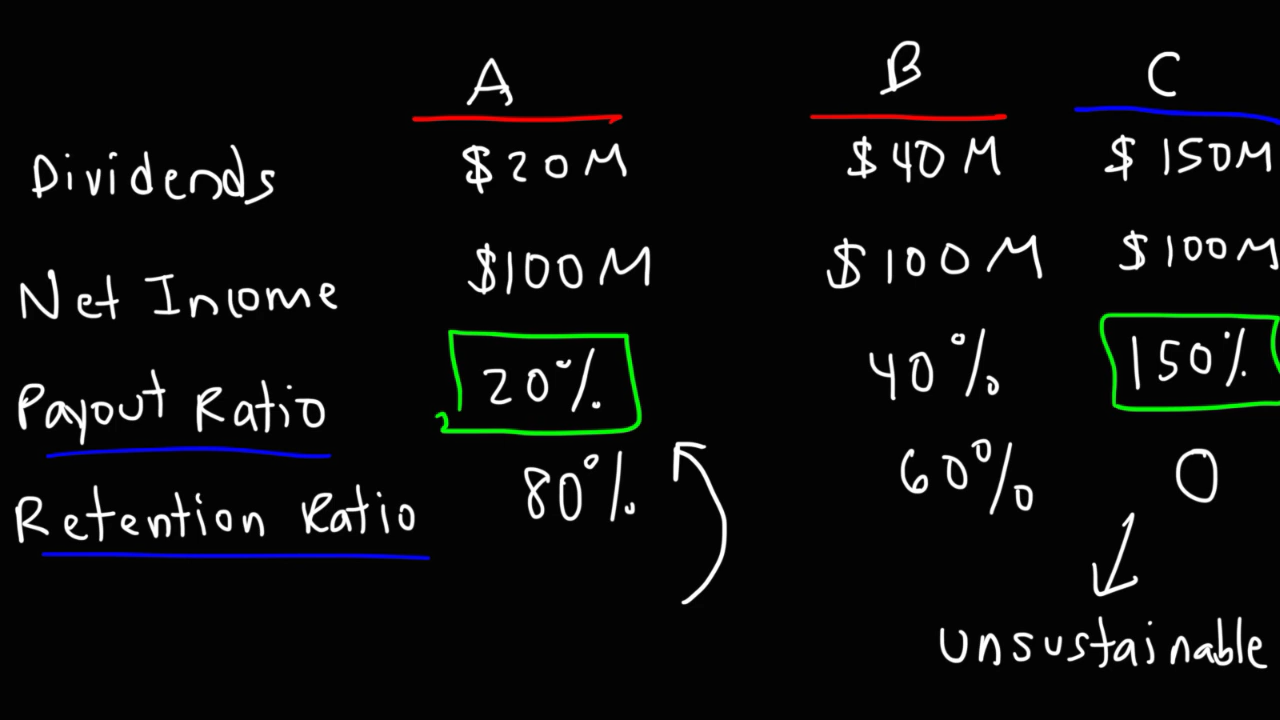 A B C
Dividends $20M $40M $150M
Net Income $100M $100M $100M
Payout Ratio 20% 40% 150%
Retention Ratio 80% 60% 0
Unsustainable